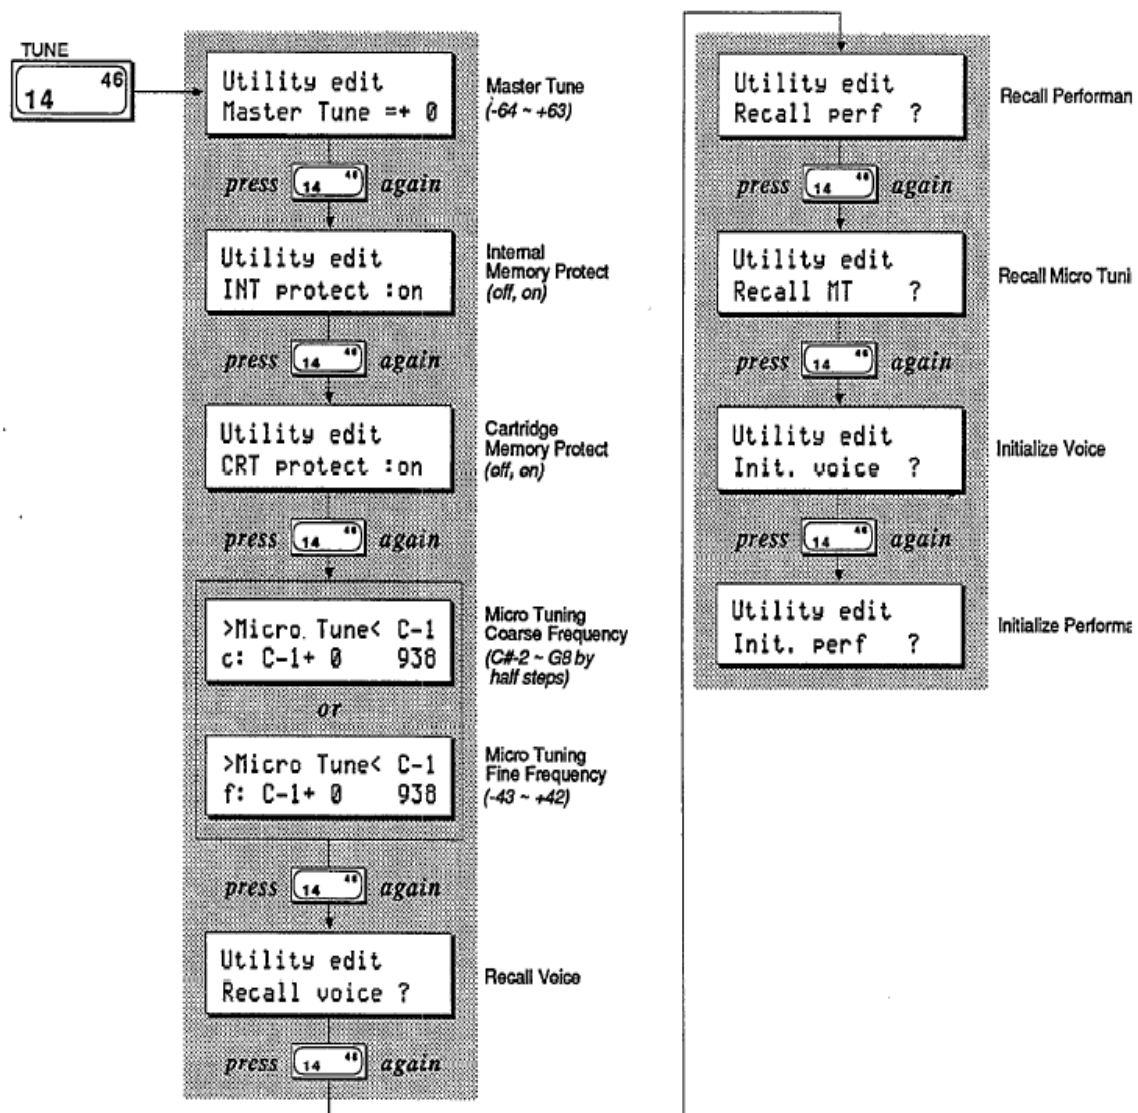 TUNE
14 46
Utility edit
Master Tune =+ 0
Master Tune
(-64 ~ +63)
press 14 46 again
Utility edit
INT protect :on
Internal
Memory Protect
(off, on)
press 14 46 again
Utility edit
CRT protect :on
Cartridge
Memory Protect
(off, on)
press 14 46 again
>Micro Tune< C-1
c: C-1+ 0 938
Micro Tuning
Coarse Frequency
(C#-2 ~ G8 by
half steps)
or
>Micro Tune< C-1
f: C-1+ 0 938
Micro Tuning
Fine Frequency
(-43 ~ +42)
press 14 46 again
Utility edit
Recall voice ?
Recall Voice
press 14 46 again
Utility edit
Recall perf ?
Recall Performan
press 14 46 again
Utility edit
Recall MT ?
Recall Micro Tuni
press 14 46 again
Utility edit
Init. voice ?
Initialize Voice
press 14 46 again
Utility edit
Init. perf ?
Initialize Performa